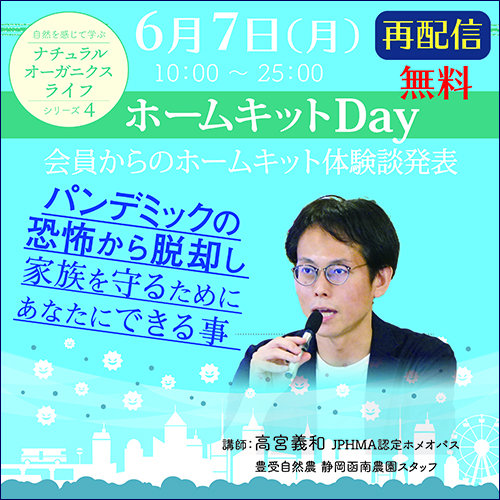 自然を感じて学ぶ
ナチュラル
オーガニクス
ライフ
シリーズ 4
6月7日(月)
10:00 ～ 25:00
再配信
無料
ホームキットDay
会員からのホームキット体験談発表
パンデミックの
恐怖から脱却し
家族を守るために
あなたにできる事
講師:高宮義和 JPHMA認定ホメオパス
豊受自然農 静岡函南農園スタッフ